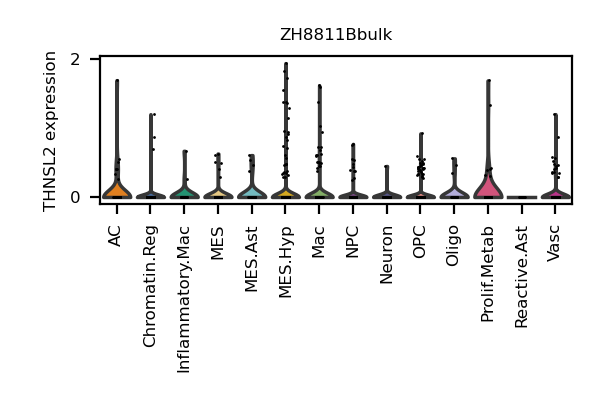 ZH8811Bbulk
THNSL2 expression
2
0
AC
Chromatin.Reg
Inflammatory.Mac
MES
MES.Ast
MES.Hyp
Mac
NPC
Neuron
OPC
Oligo
Prolif.Metab
Reactive.Ast
Vasc